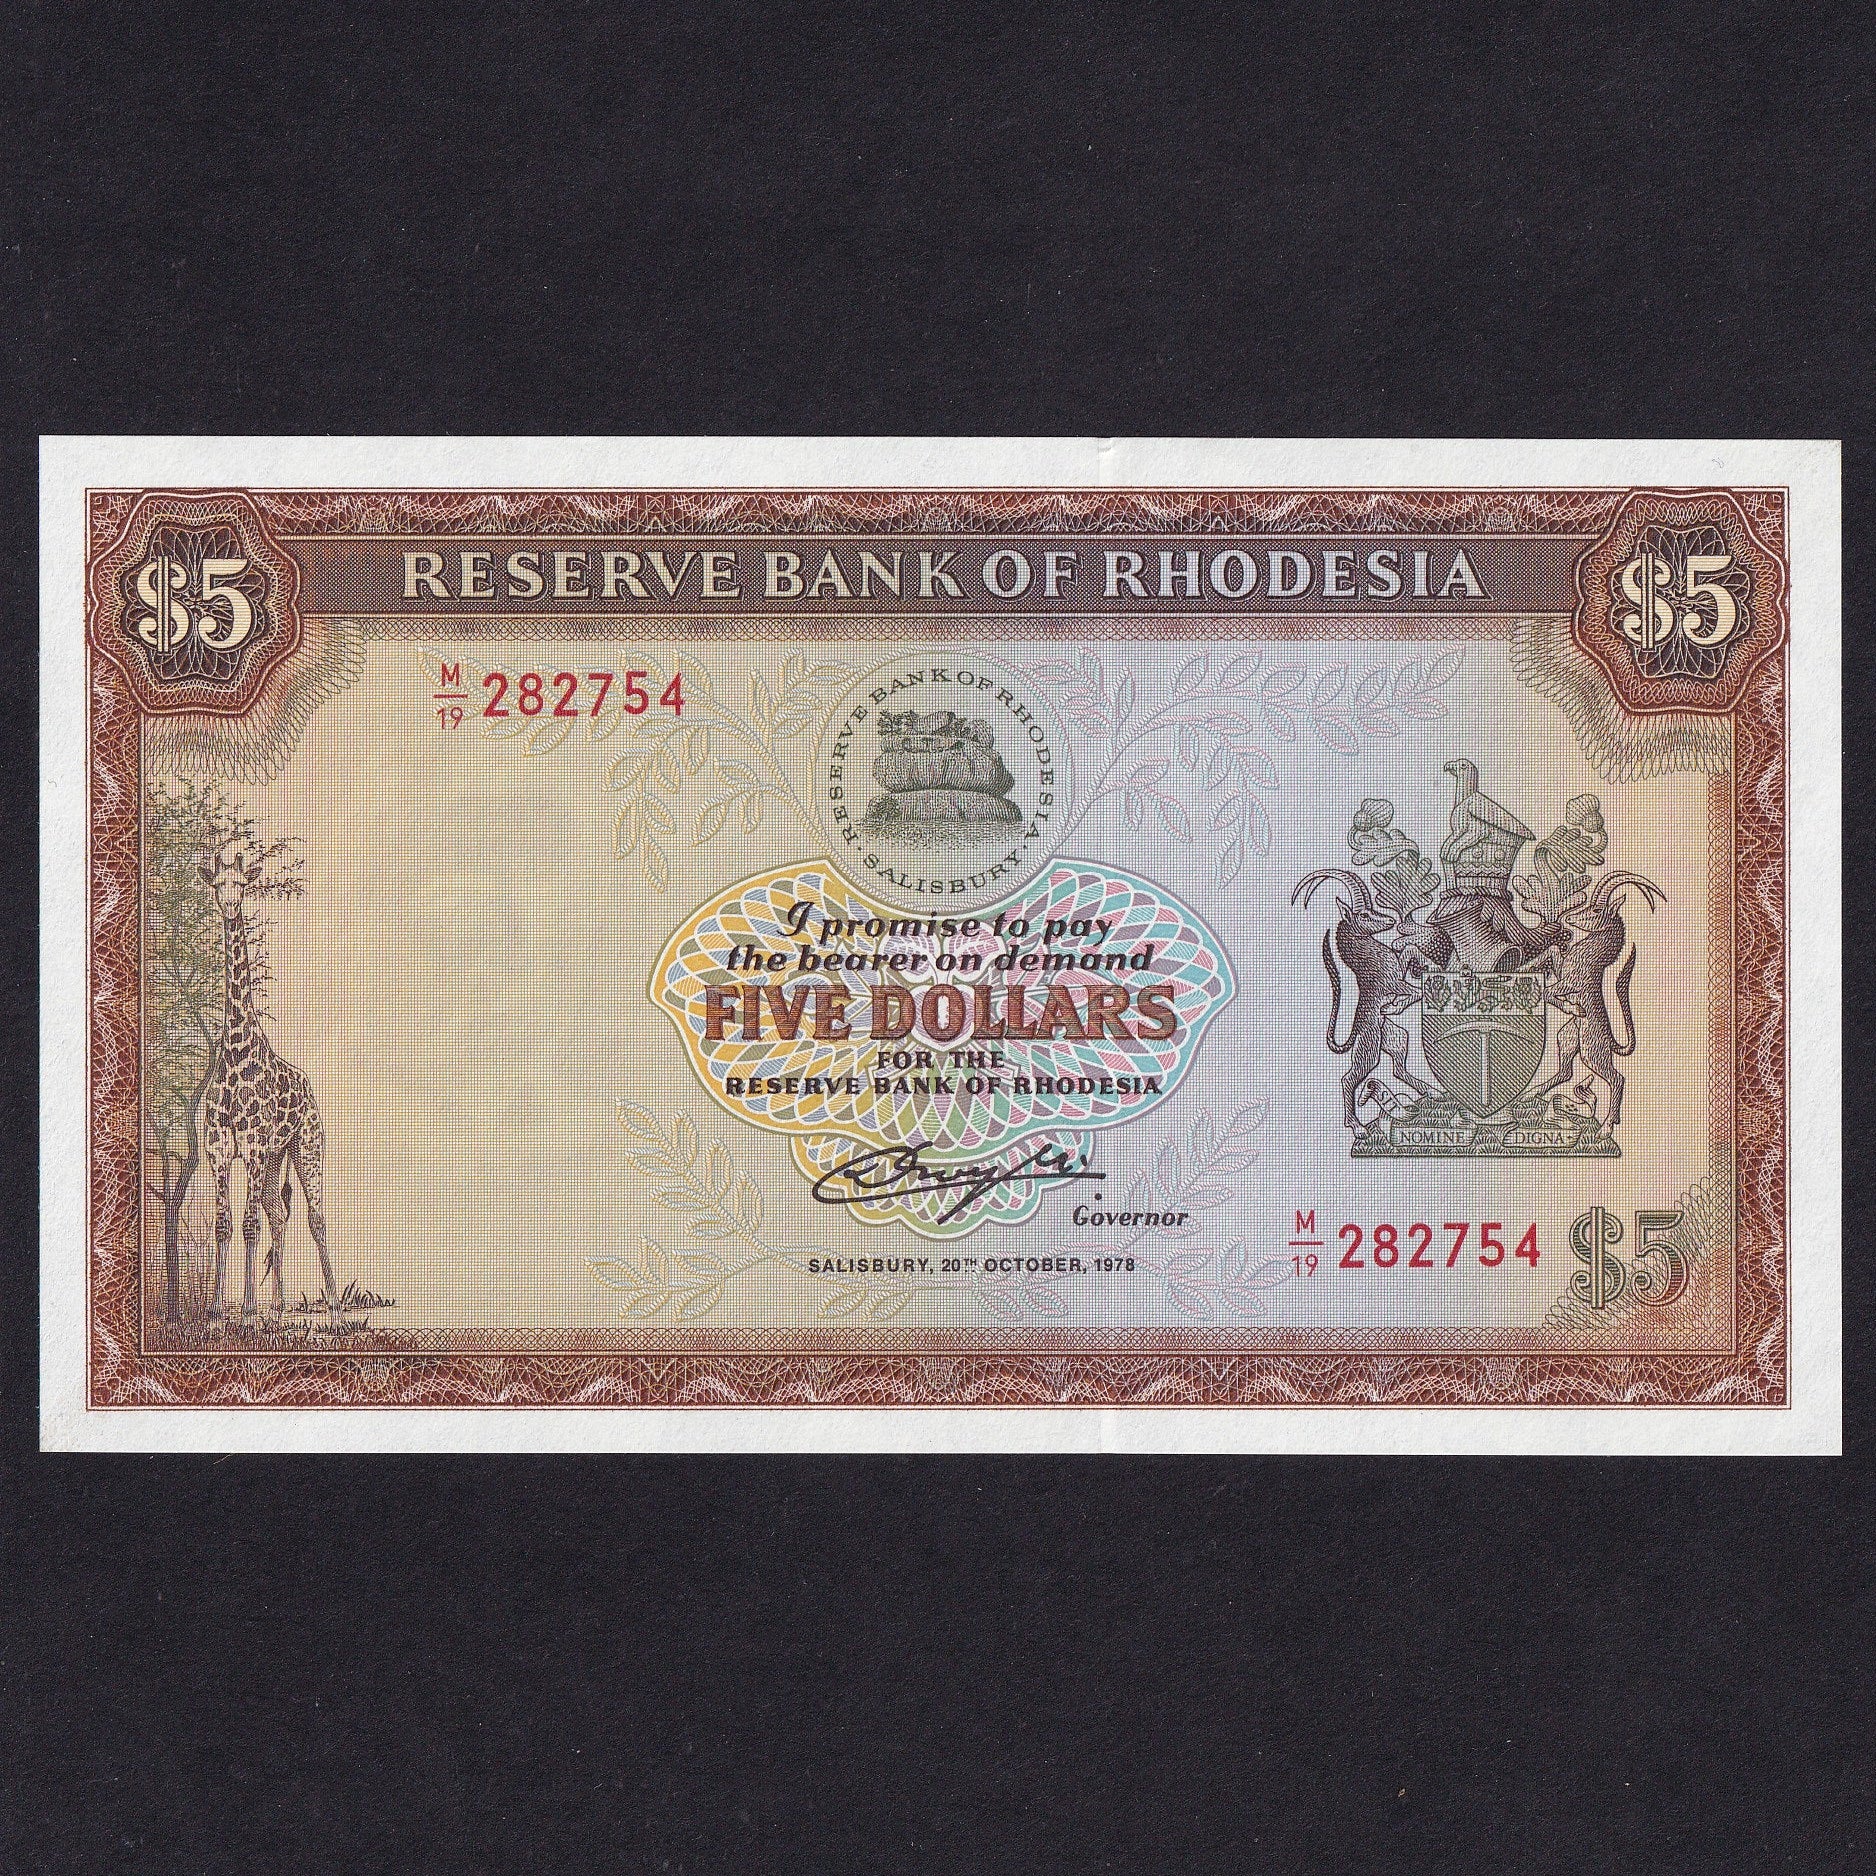 $5
RESERVE BANK OF RHODESIA
$5
M/19 282754
RESERVE BANK OF RHODESIA · SALISBURY ·
I promise to pay
the bearer on demand
FIVE DOLLARS
FOR THE
RESERVE BANK OF RHODESIA
SIT
NOMINE DIGNA
Governor
M/19 282754 $5
SALISBURY, 20TH OCTOBER, 1978